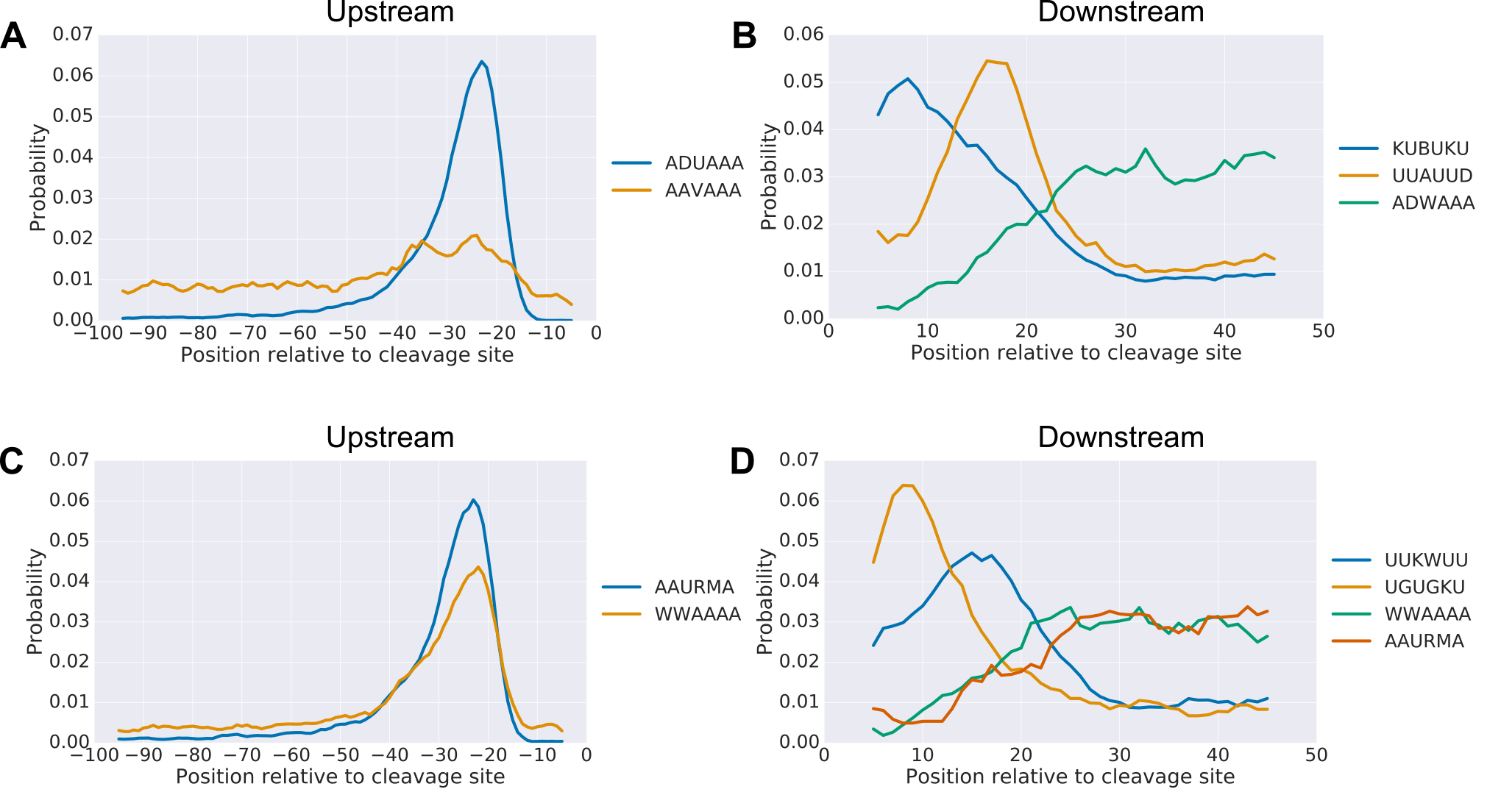 A
Upstream
Probability
0.07
0.06
0.05
0.04
0.03
0.02
0.01
0.00
−100 −90 −80 −70 −60 −50 −40 −30 −20 −10 0
Position relative to cleavage site
ADUAAA
AAVAAA
B
Downstream
Probability
0.06
0.05
0.04
0.03
0.02
0.01
0.00
0 10 20 30 40 50
Position relative to cleavage site
KUBUKU
UUAUUD
ADWAAA
C
Upstream
Probability
0.07
0.06
0.05
0.04
0.03
0.02
0.01
0.00
−100 −90 −80 −70 −60 −50 −40 −30 −20 −10 0
Position relative to cleavage site
AAURMA
WWAAAA
D
Downstream
Probability
0.07
0.06
0.05
0.04
0.03
0.02
0.01
0.00
0 10 20 30 40 50
Position relative to cleavage site
UUKWUU
UGUGKU
WWAAAA
AAURMA